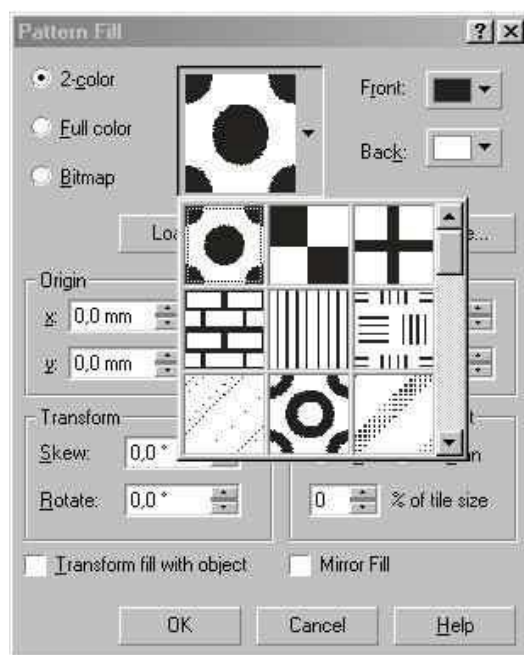 Pattern Fill
2-color
Front:
Full color
Back:
Bitmap
Origin
x: 0,0 mm
y: 0,0 mm
Transform
Skew: 0,0 °
Rotate: 0,0 °
0 % of tile size
Transform fill with object
Mirror Fill
OK Cancel Help